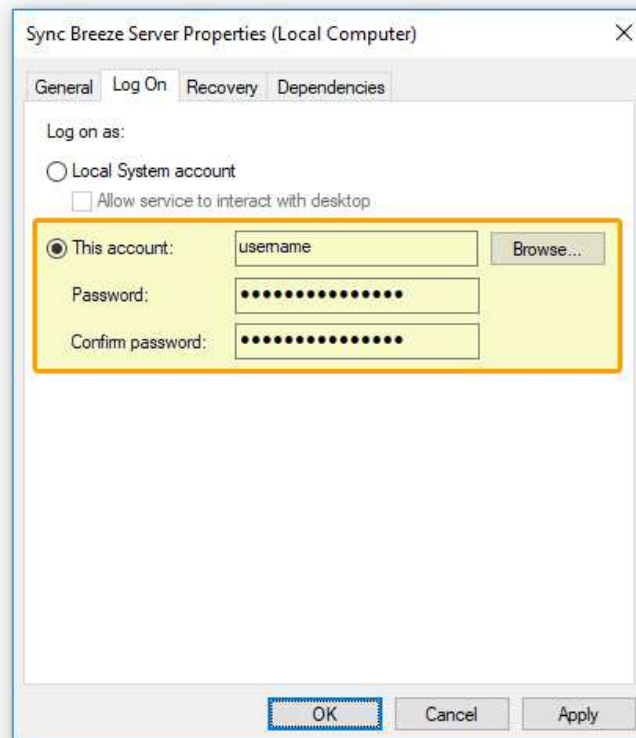 Sync Breeze Server Properties (Local Computer)
General Log On Recovery Dependencies
Log on as:
Local System account
Allow service to interact with desktop
This account: username Browse...
Password: •••••••••••••••
Confirm password: •••••••••••••••
OK Cancel Apply